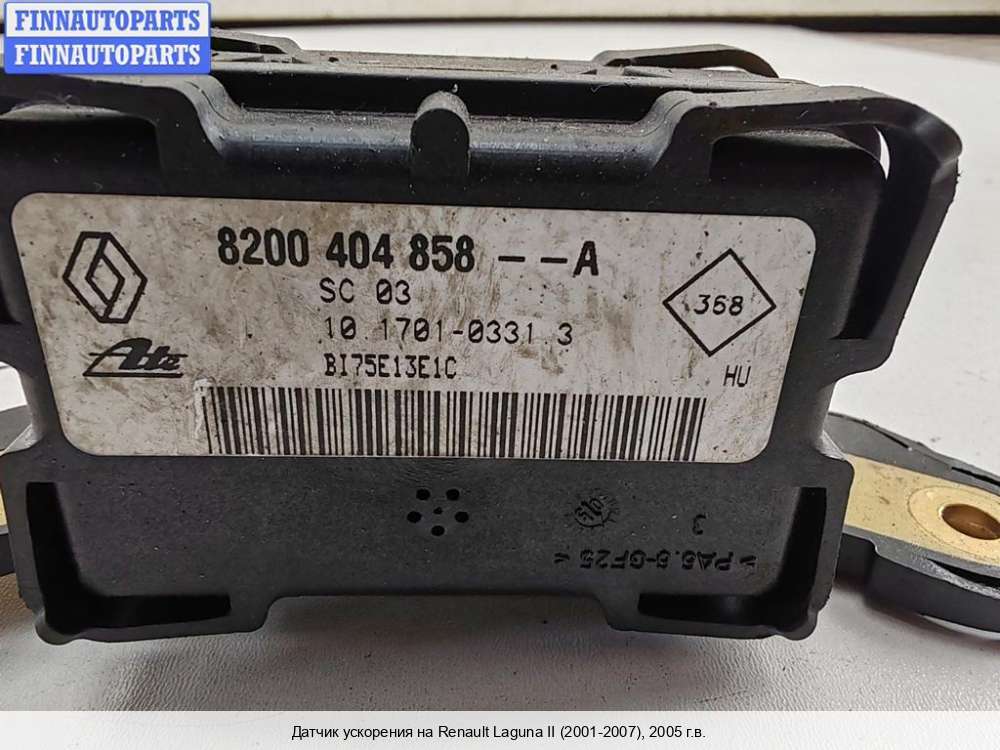 FINNAUTOPARTS
FINNAUTOPARTS
8200 404 858 --A
SC 03
368
10.1701-0331.3
Ate
BI75E13E1C
HU
3
>PA6.6-GF25<
Датчик ускорения на Renault Laguna II (2001-2007), 2005 г.в.